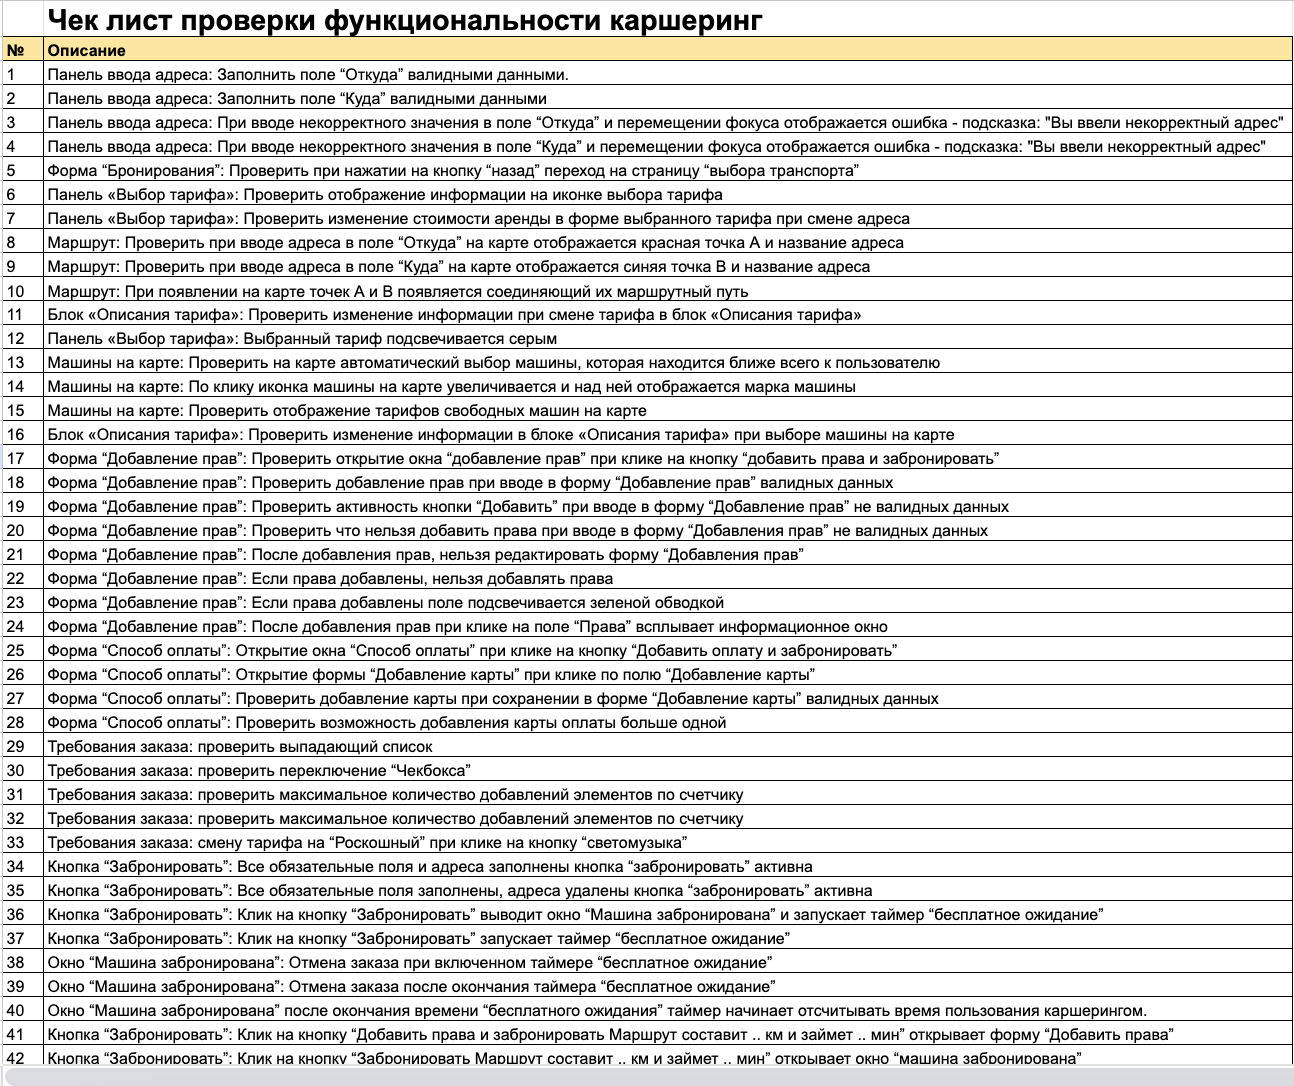 Чек лист проверки функциональности каршеринг
№ Описание
1 Панель ввода адреса: Заполнить поле “Откуда” валидными данными.
2 Панель ввода адреса: Заполнить поле “Куда” валидными данными
3 Панель ввода адреса: При вводе некорректного значения в поле “Откуда” и перемещении фокуса отображается ошибка - подсказка: "Вы ввели некорректный адрес"
4 Панель ввода адреса: При вводе некорректного значения в поле “Куда” и перемещении фокуса отображается ошибка - подсказка: "Вы ввели некорректный адрес"
5 Форма “Бронирования”: Проверить при нажатии на кнопку “назад” переход на страницу “выбора транспорта”
6 Панель «Выбор тарифа»: Проверить отображение информации на иконке выбора тарифа
7 Панель «Выбор тарифа»: Проверить изменение стоимости аренды в форме выбранного тарифа при смене адреса
8 Маршрут: Проверить при вводе адреса в поле “Откуда” на карте отображается красная точка А и название адреса
9 Маршрут: Проверить при вводе адреса в поле “Куда” на карте отображается синяя точка B и название адреса
10 Маршрут: При появлении на карте точек А и В появляется соединяющий их маршрутный путь
11 Блок «Описания тарифа»: Проверить изменение информации при смене тарифа в блок «Описания тарифа»
12 Панель «Выбор тарифа»: Выбранный тариф подсвечивается серым
13 Машины на карте: Проверить на карте автоматический выбор машины, которая находится ближе всего к пользователю
14 Машины на карте: По клику иконка машины на карте увеличивается и над ней отображается марка машины
15 Машины на карте: Проверить отображение тарифов свободных машин на карте
16 Блок «Описания тарифа»: Проверить изменение информации в блоке «Описания тарифа» при выборе машины на карте
17 Форма “Добавление прав”: Проверить открытие окна “добавление прав” при клике на кнопку “добавить права и забронировать”
18 Форма “Добавление прав”: Проверить добавление прав при вводе в форму “Добавление прав” валидных данных
19 Форма “Добавление прав”: Проверить активность кнопки “Добавить” при вводе в форму “Добавление прав” не валидных данных
20 Форма “Добавление прав”: Проверить что нельзя добавить права при вводе в форму “Добавления прав” не валидных данных
21 Форма “Добавление прав”: После добавления прав, нельзя редактировать форму “Добавления прав”
22 Форма “Добавление прав”: Если права добавлены, нельзя добавлять права
23 Форма “Добавление прав”: Если права добавлены поле подсвечивается зеленой обводкой
24 Форма “Добавление прав”: После добавления прав при клике на поле “Права” всплывает информационное окно
25 Форма “Способ оплаты”: Открытие окна “Способ оплаты” при клике на кнопку “Добавить оплату и забронировать”
26 Форма “Способ оплаты”: Открытие формы “Добавление карты” при клике по полю “Добавление карты”
27 Форма “Способ оплаты”: Проверить добавление карты при сохранении в форме “Добавление карты” валидных данных
28 Форма “Способ оплаты”: Проверить возможность добавления карты оплаты больше одной
29 Требования заказа: проверить выпадающий список
30 Требования заказа: проверить переключение “Чекбокса”
31 Требования заказа: проверить максимальное количество добавлений элементов по счетчику
32 Требования заказа: проверить максимальное количество добавлений элементов по счетчику
33 Требования заказа: смену тарифа на “Роскошный” при клике на кнопку “светомузыка”
34 Кнопка “Забронировать”: Все обязательные поля и адреса заполнены кнопка “забронировать” активна
35 Кнопка “Забронировать”: Все обязательные поля заполнены, адреса удалены кнопка “забронировать” активна
36 Кнопка “Забронировать”: Клик на кнопку “Забронировать” выводит окно “Машина забронирована” и запускает таймер “бесплатное ожидание”
37 Кнопка “Забронировать”: Клик на кнопку “Забронировать” запускает таймер “бесплатное ожидание”
38 Окно “Машина забронирована”: Отмена заказа при включенном таймере “бесплатное ожидание”
39 Окно “Машина забронирована”: Отмена заказа после окончания таймера “бесплатное ожидание”
40 Окно “Машина забронирована” после окончания времени “бесплатного ожидания” таймер начинает отсчитывать время пользования каршерингом.
41 Кнопка “Забронировать”: Клик на кнопку “Добавить права и забронировать Маршрут составит .. км и займет .. мин” открывает форму “Добавить права”
42 Кнопка “Забронировать”: Клик на кнопку “Забронировать Маршрут составит .. км и займет .. мин” открывает окно “машина забронирована”